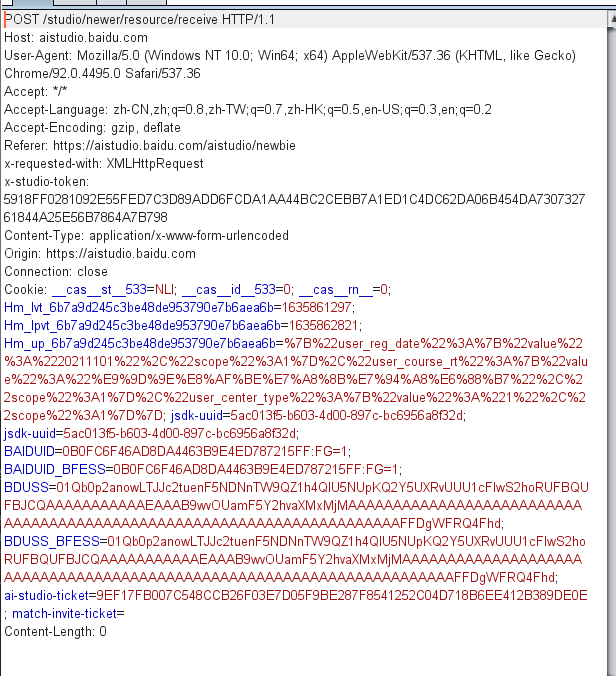 POST /studio/newer/resource/receive HTTP/1.1
Host: aistudio.baidu.com
User-Agent: Mozilla/5.0 (Windows NT 10.0; Win64; x64) AppleWebKit/537.36 (KHTML, like Gecko)
Chrome/92.0.4495.0 Safari/537.36
Accept: */*
Accept-Language: zh-CN,zh;q=0.8,zh-TW;q=0.7,zh-HK;q=0.5,en-US;q=0.3,en;q=0.2
Accept-Encoding: gzip, deflate
Referer: https://aistudio.baidu.com/aistudio/newbie
x-requested-with: XMLHttpRequest
x-studio-token:
5918FF0281092E55FED7C3D89ADD6FCDA1AA44BC2CEBB7A1ED1C4DC62DA06B454DA7307327
61844A25E56B7864A7B798
Content-Type: application/x-www-form-urlencoded
Origin: https://aistudio.baidu.com
Connection: close
Cookie: __cas__st__533=NLI; __cas__id__533=0; __cas__rn__=0;
Hm_lvt_6b7a9d245c3be48de953790e7b6aea6b=1635861297;
Hm_lpvt_6b7a9d245c3be48de953790e7b6aea6b=1635862821;
Hm_up_6b7a9d245c3be48de953790e7b6aea6b=%7B%22user_reg_date%22%3A%7B%22value%22
%3A%2220211101%22%2C%22scope%22%3A1%7D%2C%22user_course_rt%22%3A%7B%22valu
e%22%3A%22%E9%9D%9E%E8%AF%BE%E7%A8%8B%E7%94%A8%E6%88%B7%22%2C%2
2scope%22%3A1%7D%2C%22user_center_type%22%3A%7B%22value%22%3A%221%22%2C%2
2scope%22%3A1%7D%7D; jsdk-uuid=5ac013f5-b603-4d00-897c-bc6956a8f32d;
jsdk-uuid=5ac013f5-b603-4d00-897c-bc6956a8f32d;
BAIDUID=0B0FC6F46AD8DA4463B9E4ED787215FF:FG=1;
BAIDUID_BFESS=0B0FC6F46AD8DA4463B9E4ED787215FF:FG=1;
ai-studio-ticket=9EF17FB007C548CCB26F03E7D05F9BE287F8541252C04D718B6EE412B389DE0E
; match-invite-ticket=
Content-Length: 0